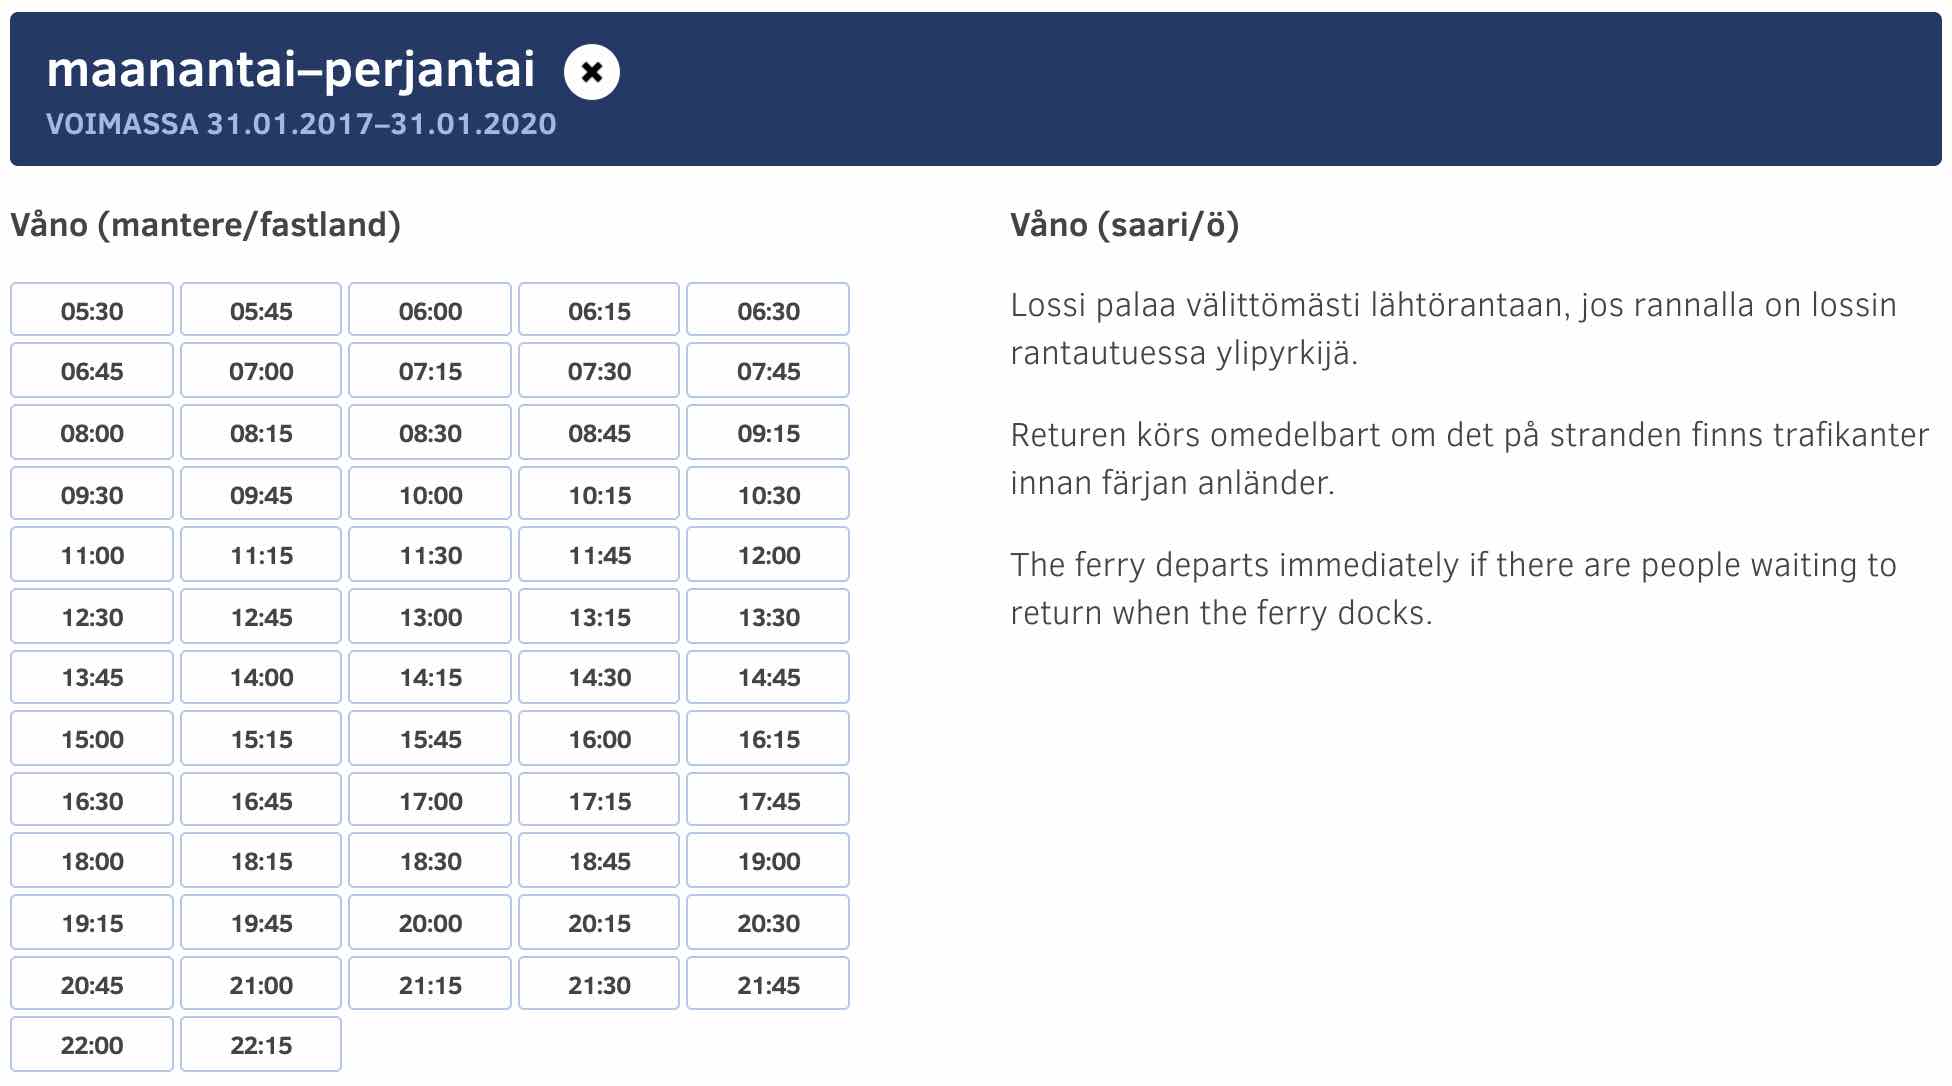 maanantai–perjantai
VOIMASSA 31.01.2017–31.01.2020
Våno (mantere/fastland)
05:30 05:45 06:00 06:15 06:30
06:45 07:00 07:15 07:30 07:45
08:00 08:15 08:30 08:45 09:15
09:30 09:45 10:00 10:15 10:30
11:00 11:15 11:30 11:45 12:00
12:30 12:45 13:00 13:15 13:30
13:45 14:00 14:15 14:30 14:45
15:00 15:15 15:45 16:00 16:15
16:30 16:45 17:00 17:15 17:45
18:00 18:15 18:30 18:45 19:00
19:15 19:45 20:00 20:15 20:30
20:45 21:00 21:15 21:30 21:45
22:00 22:15
Våno (saari/ö)
Lossi palaa välittömästi lähtörantaan, jos rannalla on lossin
rantautuessa ylipyrkijä.
Returen körs omedelbart om det på stranden finns trafikanter
innan färjan anländer.
The ferry departs immediately if there are people waiting to
return when the ferry docks.